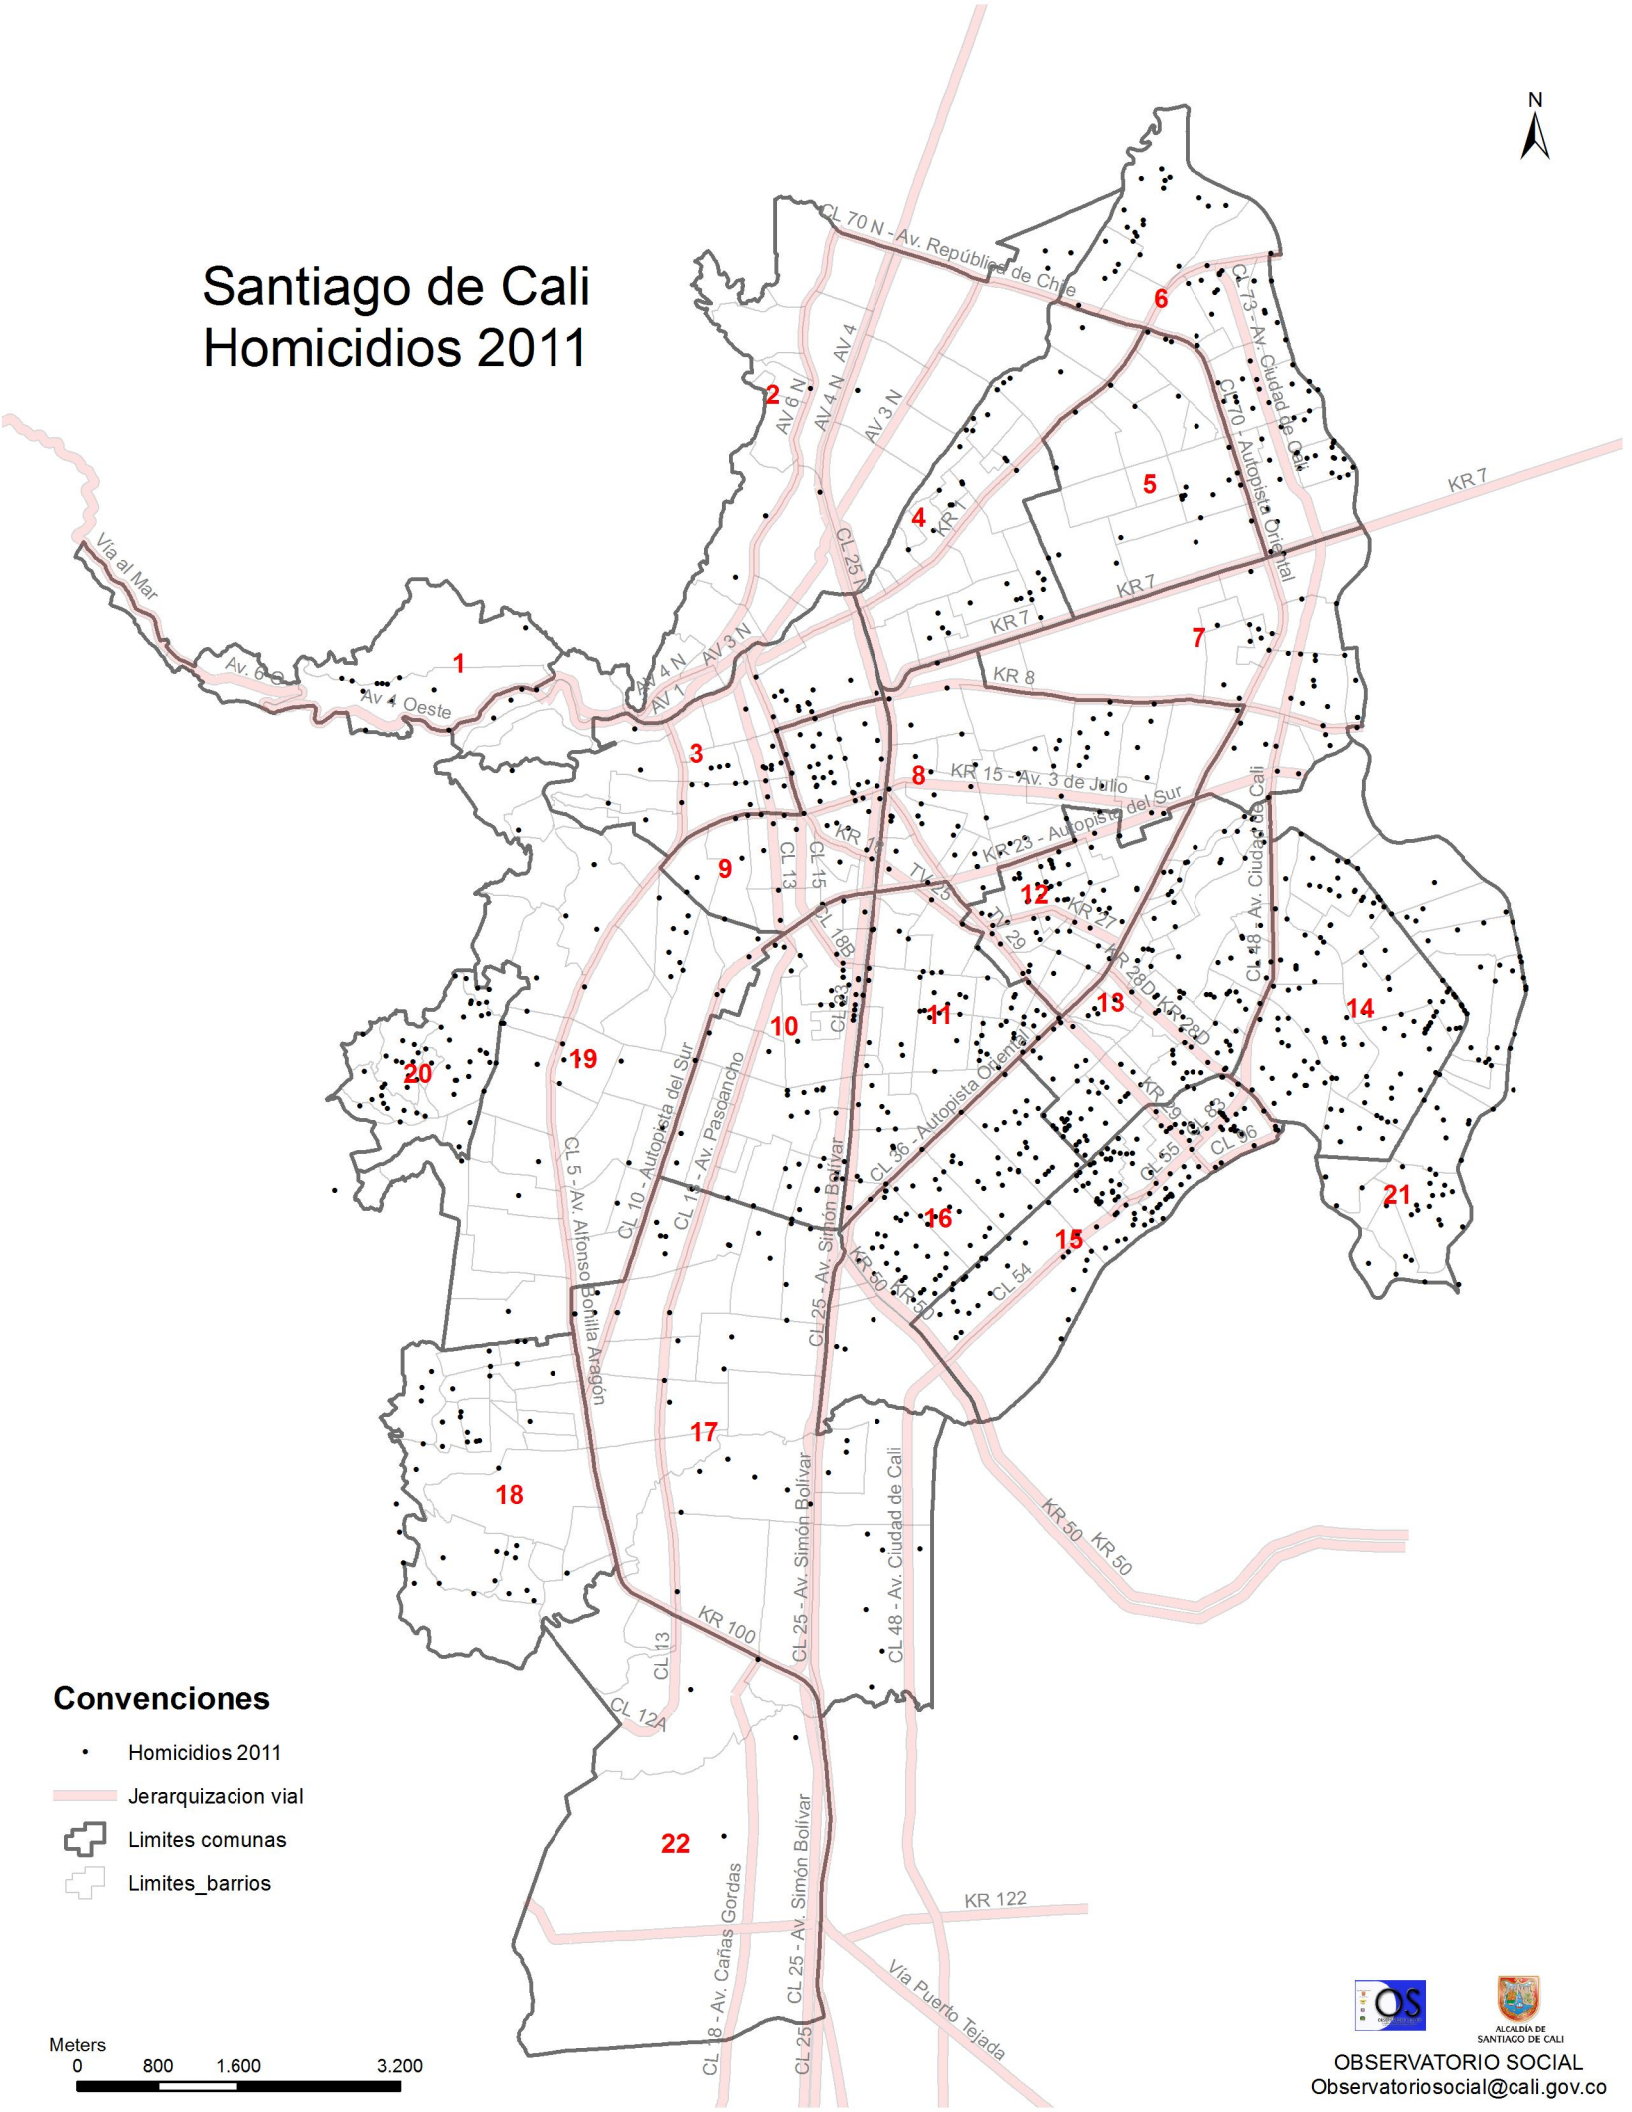 N
Santiago de Cali
Homicidios 2011
CL 70 N - Av. República de Chile
6
CL 73 - Av. Ciudad de Cali
AV 4
2
AV 6 N
AV 4 N
AV 3 N
CL 70 - Autopista Oriental
KR 7
5
4
KR 1
Vía al Mar
CL 25 N
KR 7
KR 7
7
1
AV 3 N
AV 4 N
AV 1
KR 8
Av 4 Oeste
3
8
KR 15 - Av. 3 de Julio
CL 48 - Av. Ciudad de Cali
KR 23 - Autopista del Sur
9
CL 13
CL 15
TV 25
12
KR 27
TV 29
CL 18B
KR 28D
KR 28D
13
14
CL 23
10
11
20
19
CL 10 - Autopista del Sur
CL 13 - Av. Pasoancho
CL 36 - Autopista Oriental
KR 29
CL 83
CL 55
CL 96
CL 5 - Av. Alfonso Bonilla Aragón
21
16
15
CL 54
KR 50
KR 50
CL 25 - Av. Simón Bolívar
17
18
CL 25 - Av. Simón Bolívar
CL 48 - Av. Ciudad de Cali
KR 50
KR 50
KR 100
CL 13
CL 12A
Convenciones
Homicidios 2011
Jerarquizacion vial
Limites comunas
Limites_barrios
22
CL 25 - Av. Simón Bolívar
CL 18 - Av. Cañas Gordas
KR 122
Vía Puerto Tejada
CL 25
Meters
0 800 1.600 3.200
OS
ALCALDÍA DE
SANTIAGO DE CALI
OBSERVATORIO SOCIAL
Observatoriosocial@cali.gov.co